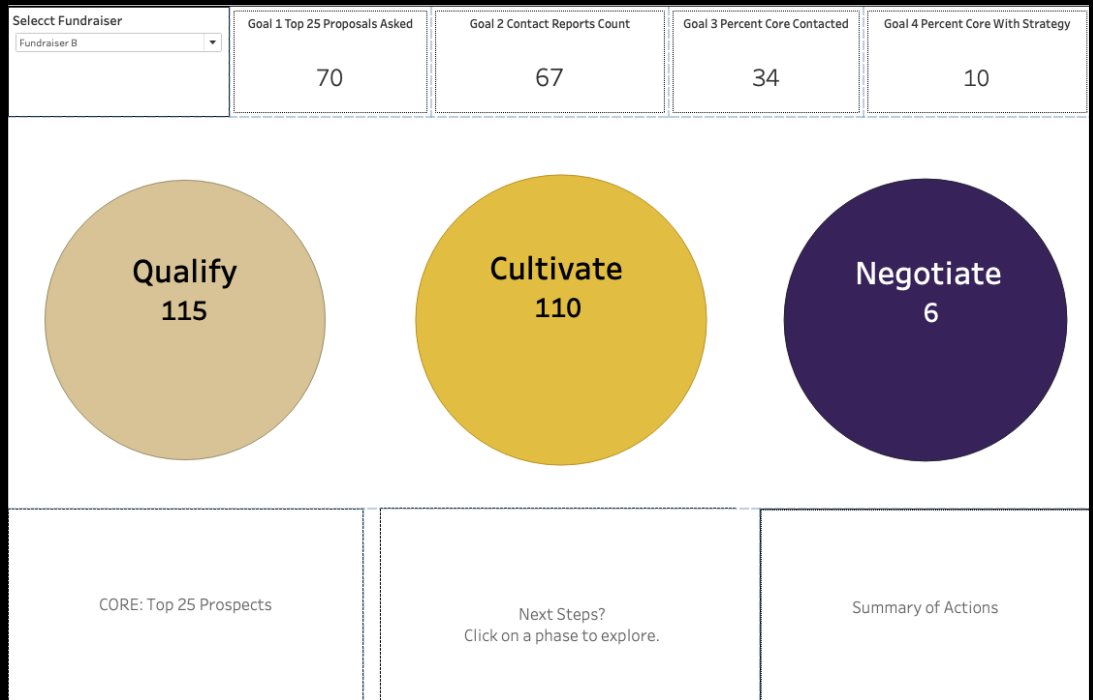 Selecct Fundraiser
Fundraiser B
Goal 1 Top 25 Proposals Asked
70
Goal 2 Contact Reports Count
67
Goal 3 Percent Core Contacted
34
Goal 4 Percent Core With Strategy
10
Qualify
115
Cultivate
110
Negotiate
6
CORE: Top 25 Prospects
Next Steps?
Click on a phase to explore.
Summary of Actions